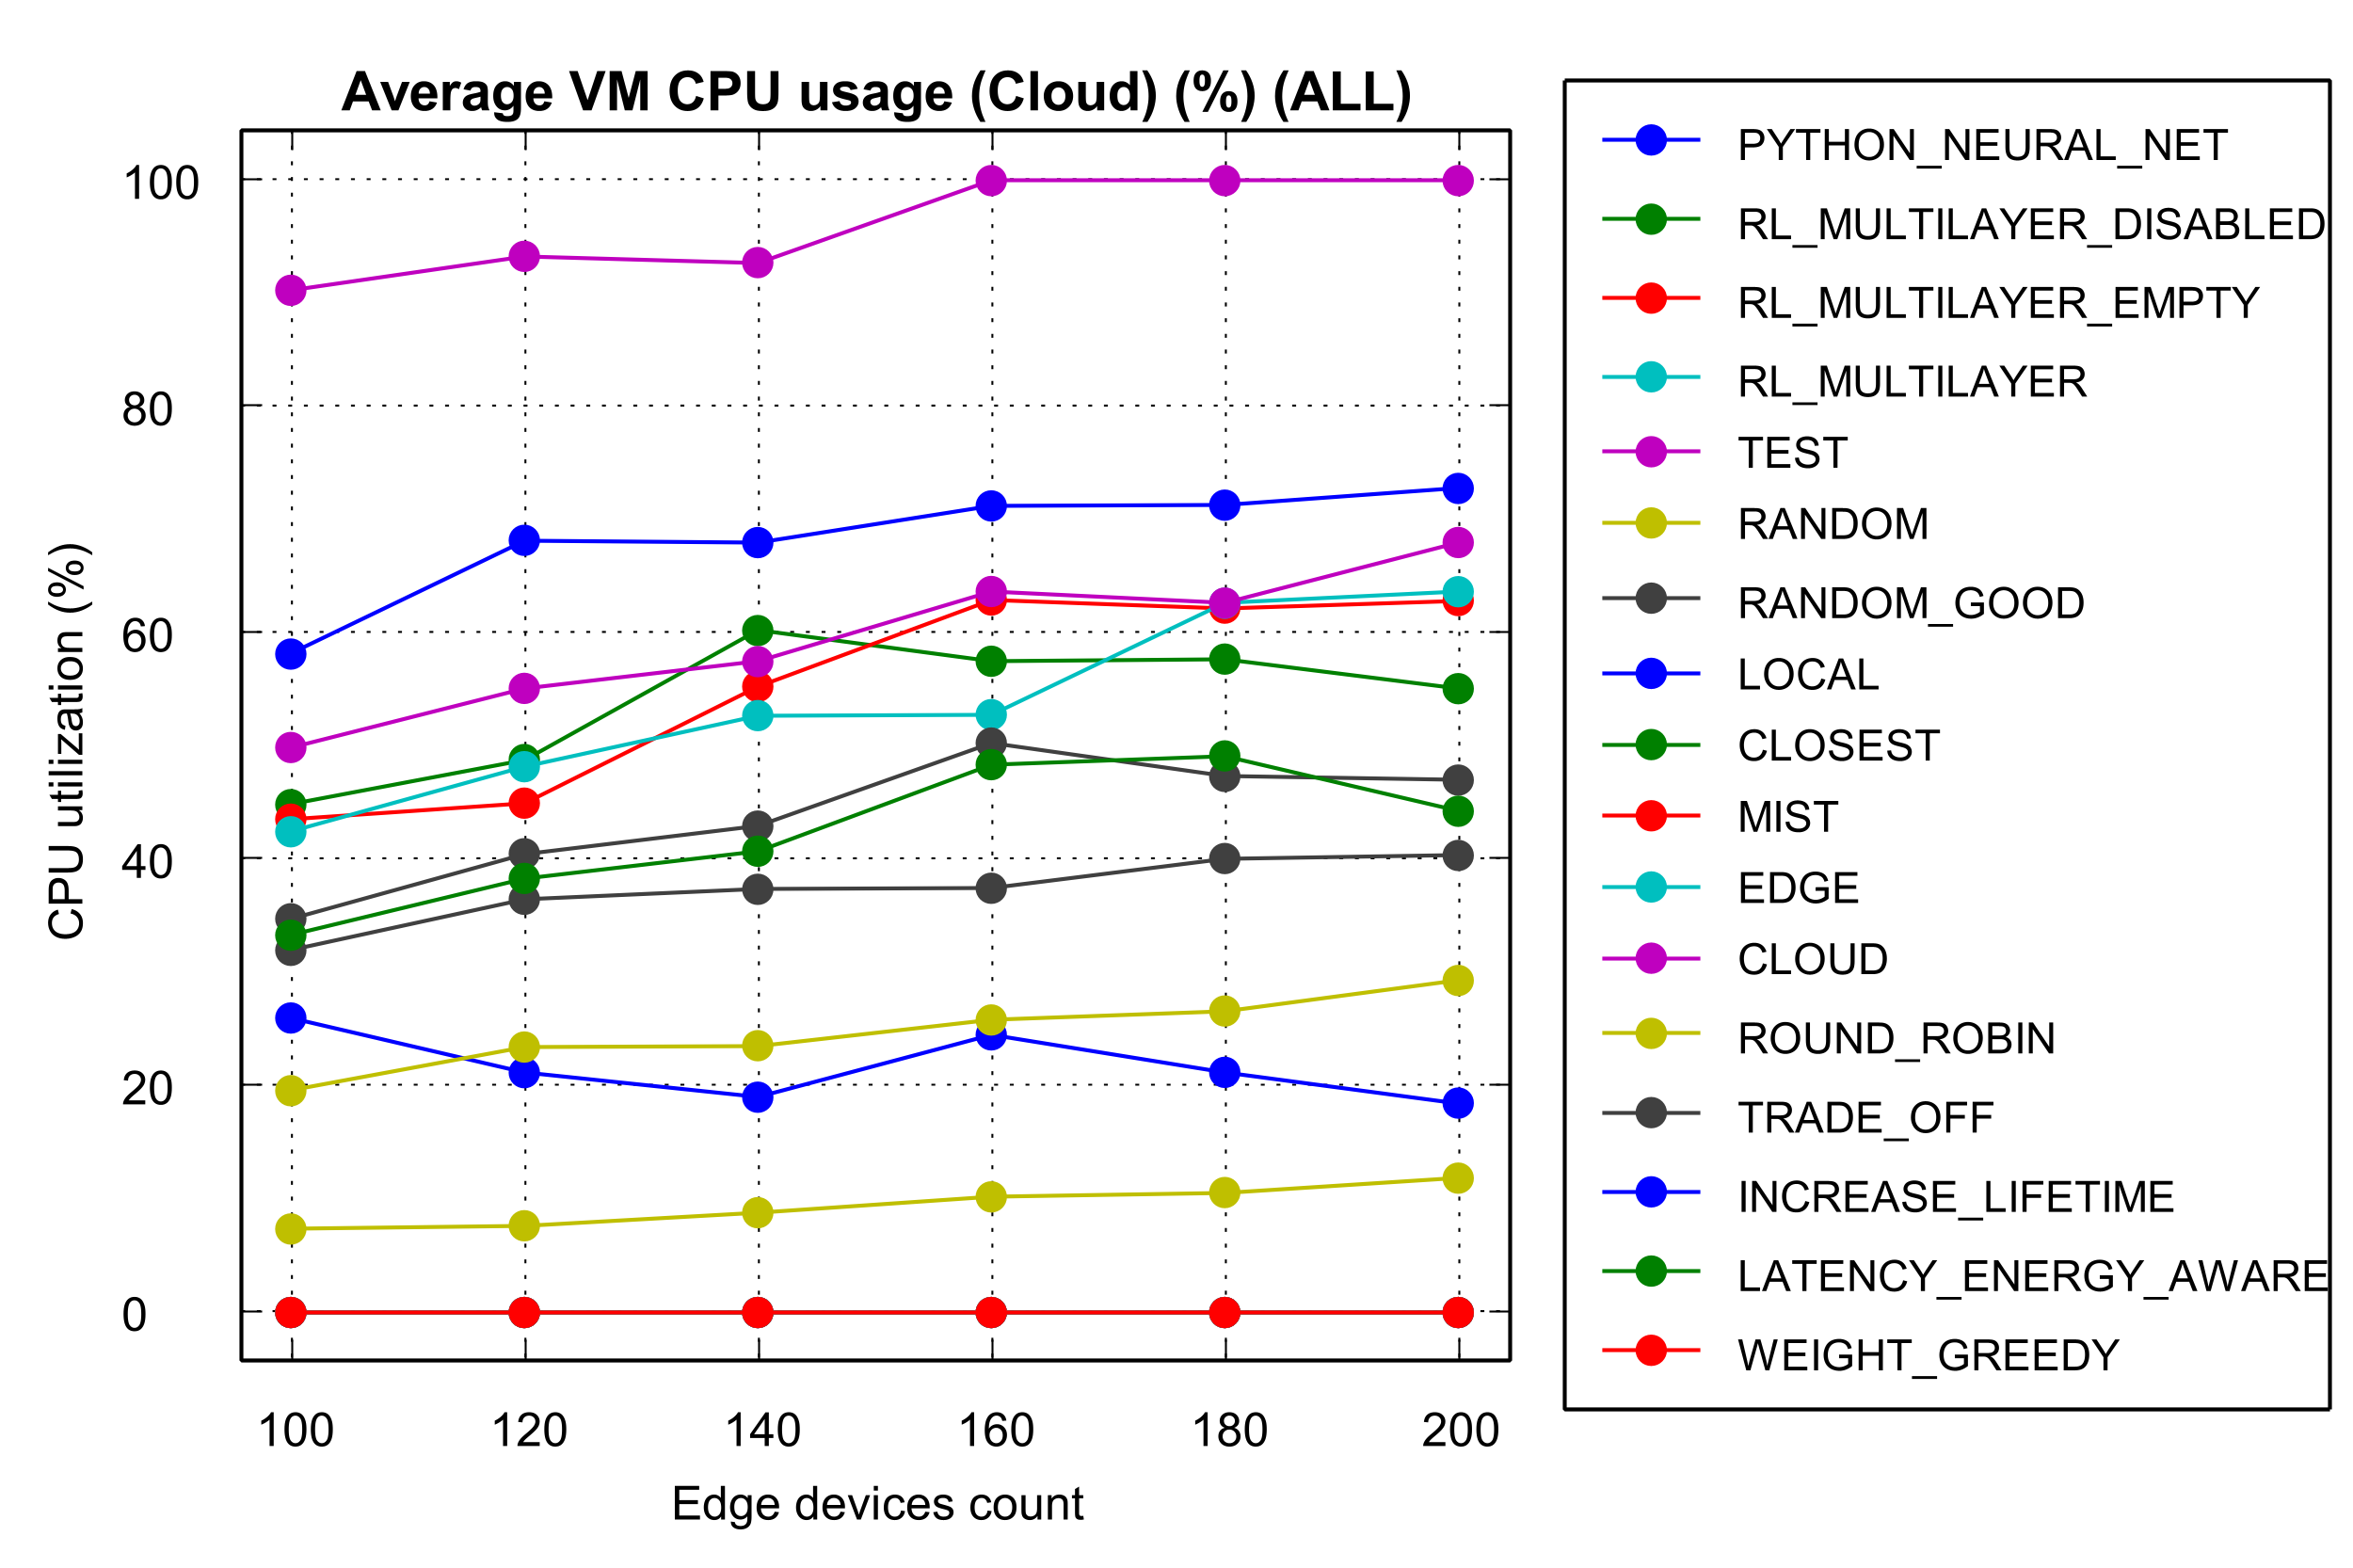 Average VM CPU usage (Cloud) (%) (ALL)
CPU utilization (%)
100
80
60
40
20
0
100 120 140 160 180 200
Edge devices count
PYTHON_NEURAL_NET
RL_MULTILAYER_DISABLED
RL_MULTILAYER_EMPTY
RL_MULTILAYER
TEST
RANDOM
RANDOM_GOOD
LOCAL
CLOSEST
MIST
EDGE
CLOUD
ROUND_ROBIN
TRADE_OFF
INCREASE_LIFETIME
LATENCY_ENERGY_AWARE
WEIGHT_GREEDY